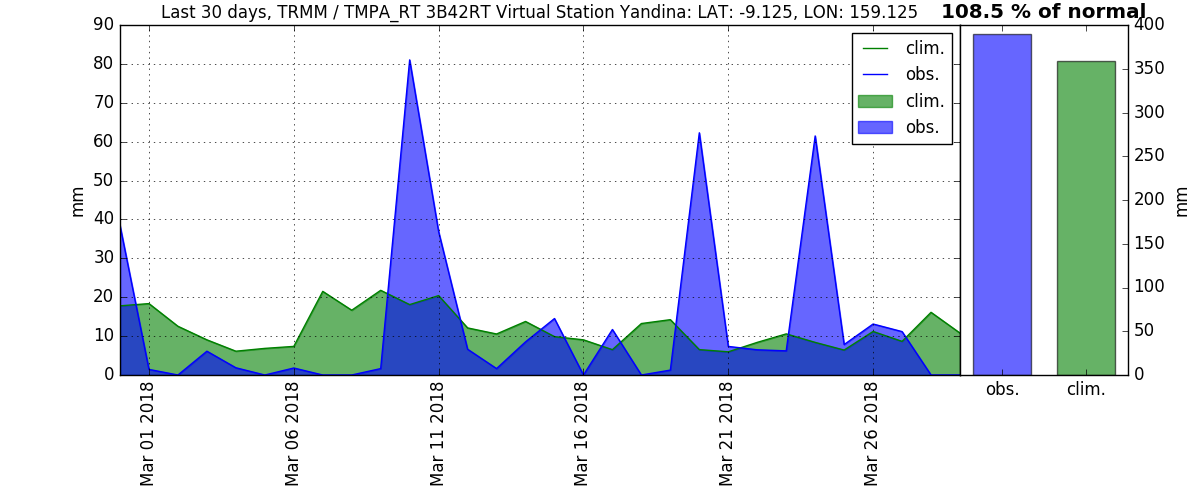 Last 30 days, TRMM / TMPA_RT 3B42RT Virtual Station Yandina: LAT: -9.125, LON: 159.125
108.5 % of normal
90
80
70
60
50
40
30
20
10
0
mm
clim.
obs.
clim.
obs.
Mar 01 2018
Mar 06 2018
Mar 11 2018
Mar 16 2018
Mar 21 2018
Mar 26 2018
400
350
300
250
200
150
100
50
0
mm
obs.
clim.